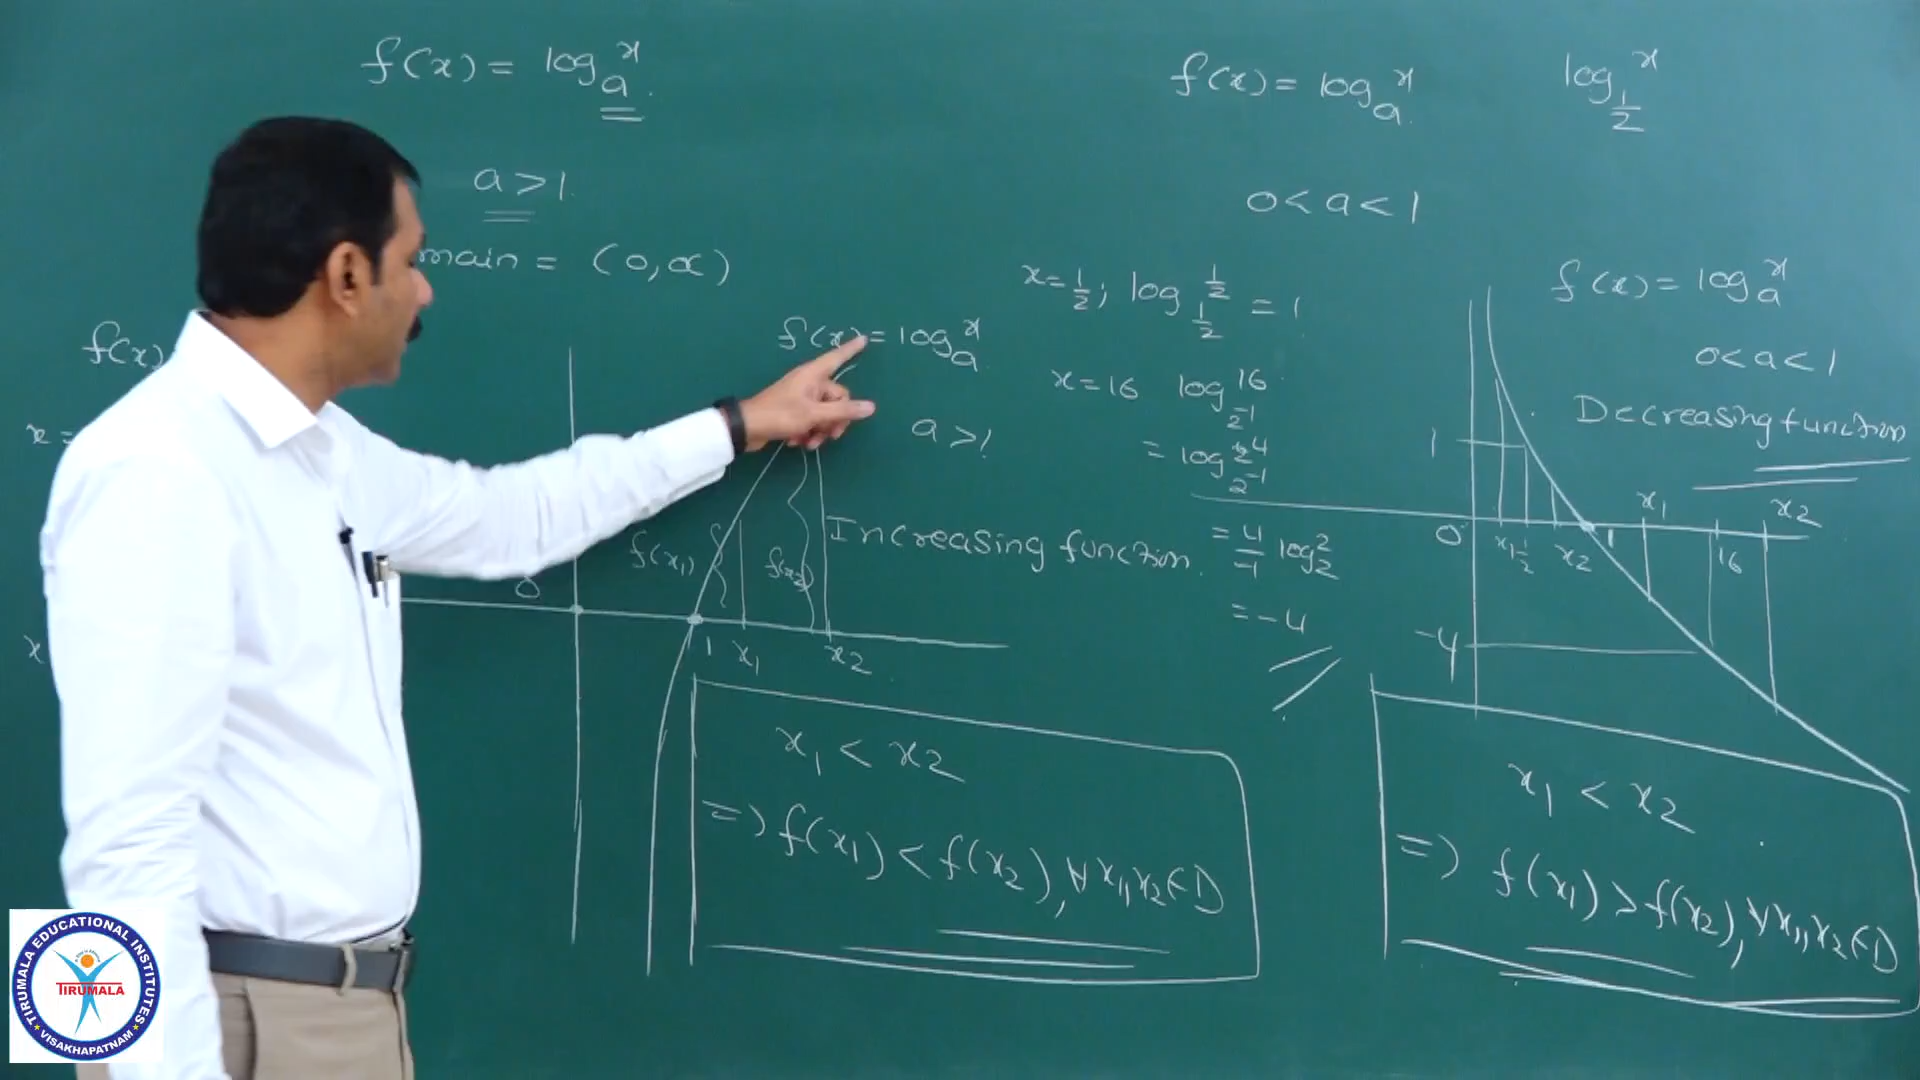 f(x) = log_a^x
a > 1.
main = (0, ∝)
f(x)
x =
x
f(x) = log_a^x
a > 1
Increasing function.
f(x1)
f(x2)
0
1 x1 x2
x1 < x2
=> f(x1) < f(x2), ∀ x1, x2 ∈ D
f(x) = log_a^x
log_{1/2}^x
0 < a < 1
x = 1/2; log_{1/2}^{1/2} = 1
x = 16 log_{2^-1}^{16}
= log_{2^-1}^{2^4}
= 4/-1 log_2^2
= -4
f(x) = log_a^x
0 < a < 1
Decreasing function
1
0
x1 1/2 x2 1 x1 16 x2
-4
x1 < x2
=> f(x1) > f(x2), ∀ x1, x2 ∈ D
TIRUMALA EDUCATIONAL INSTITUTES
TIRUMALA
VISAKHAPATNAM